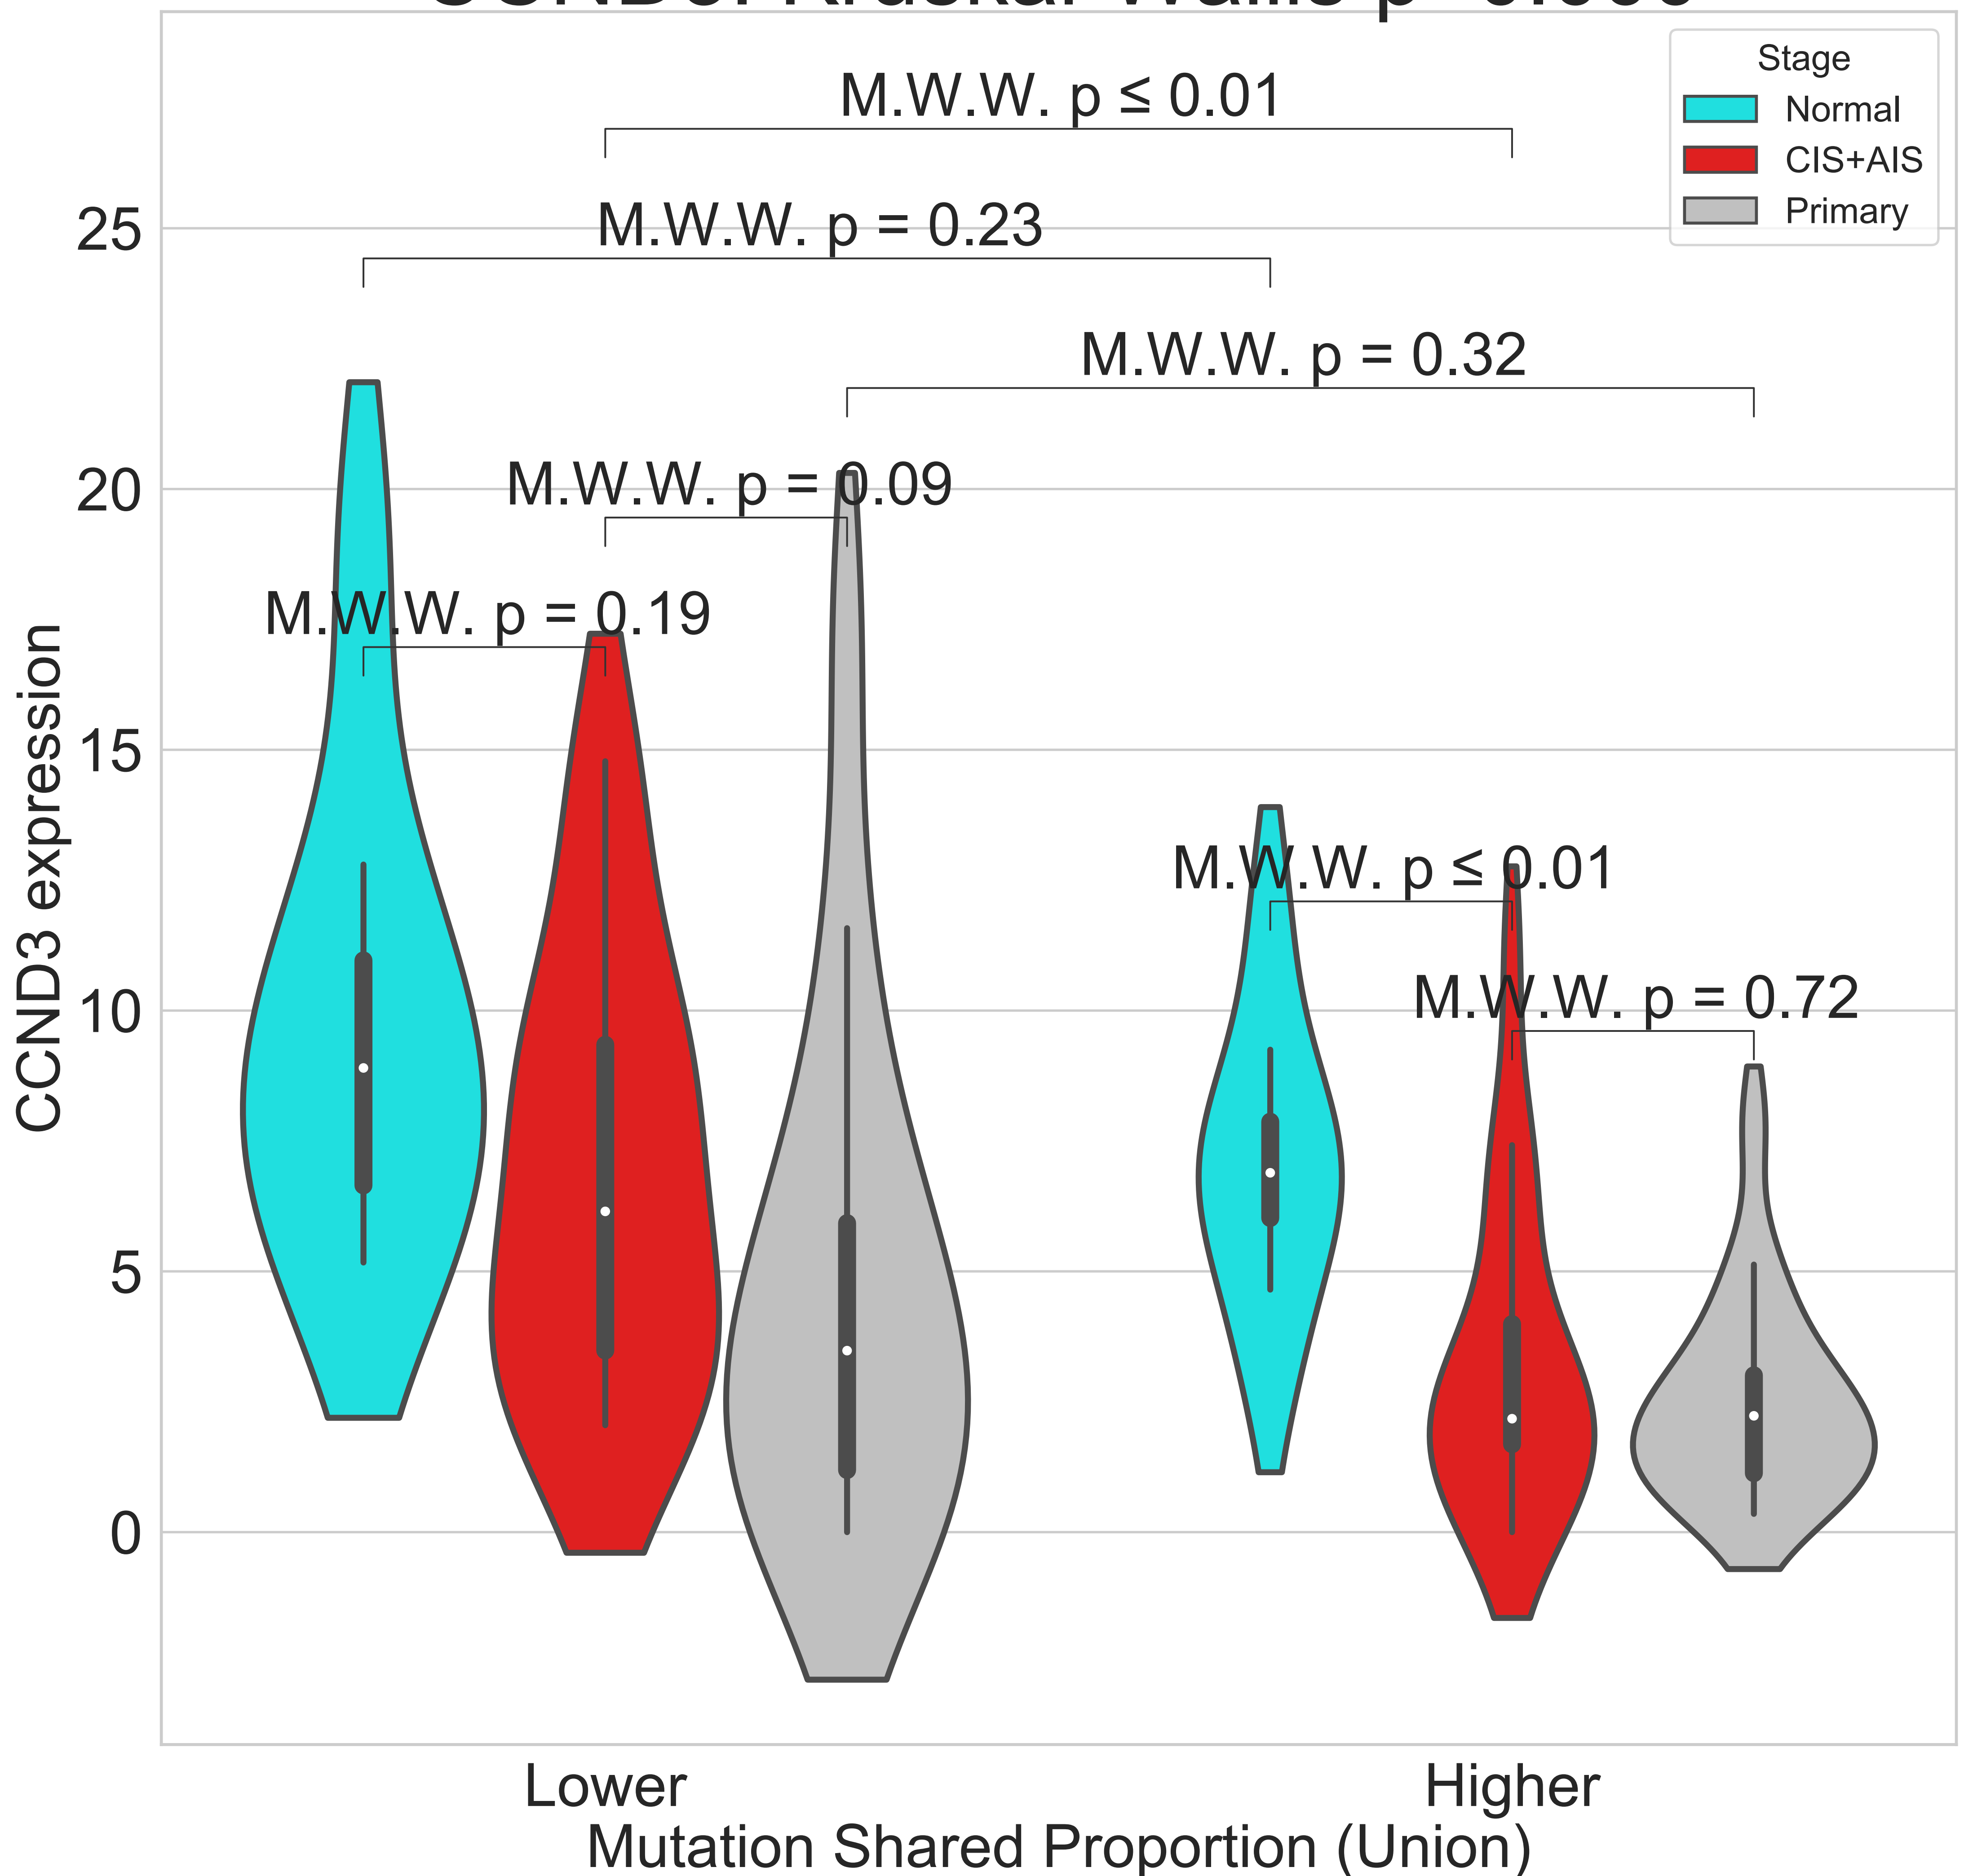 Stage
Normal
CIS+AIS
Primary
M.W.W. p ≤ 0.01
M.W.W. p = 0.23
M.W.W. p = 0.32
M.W.W. p = 0.09
M.W.W. p = 0.19
M.W.W. p ≤ 0.01
M.W.W. p = 0.72
25
20
15
10
5
0
CCND3 expression
Lower
Higher
Mutation Shared Proportion (Union)